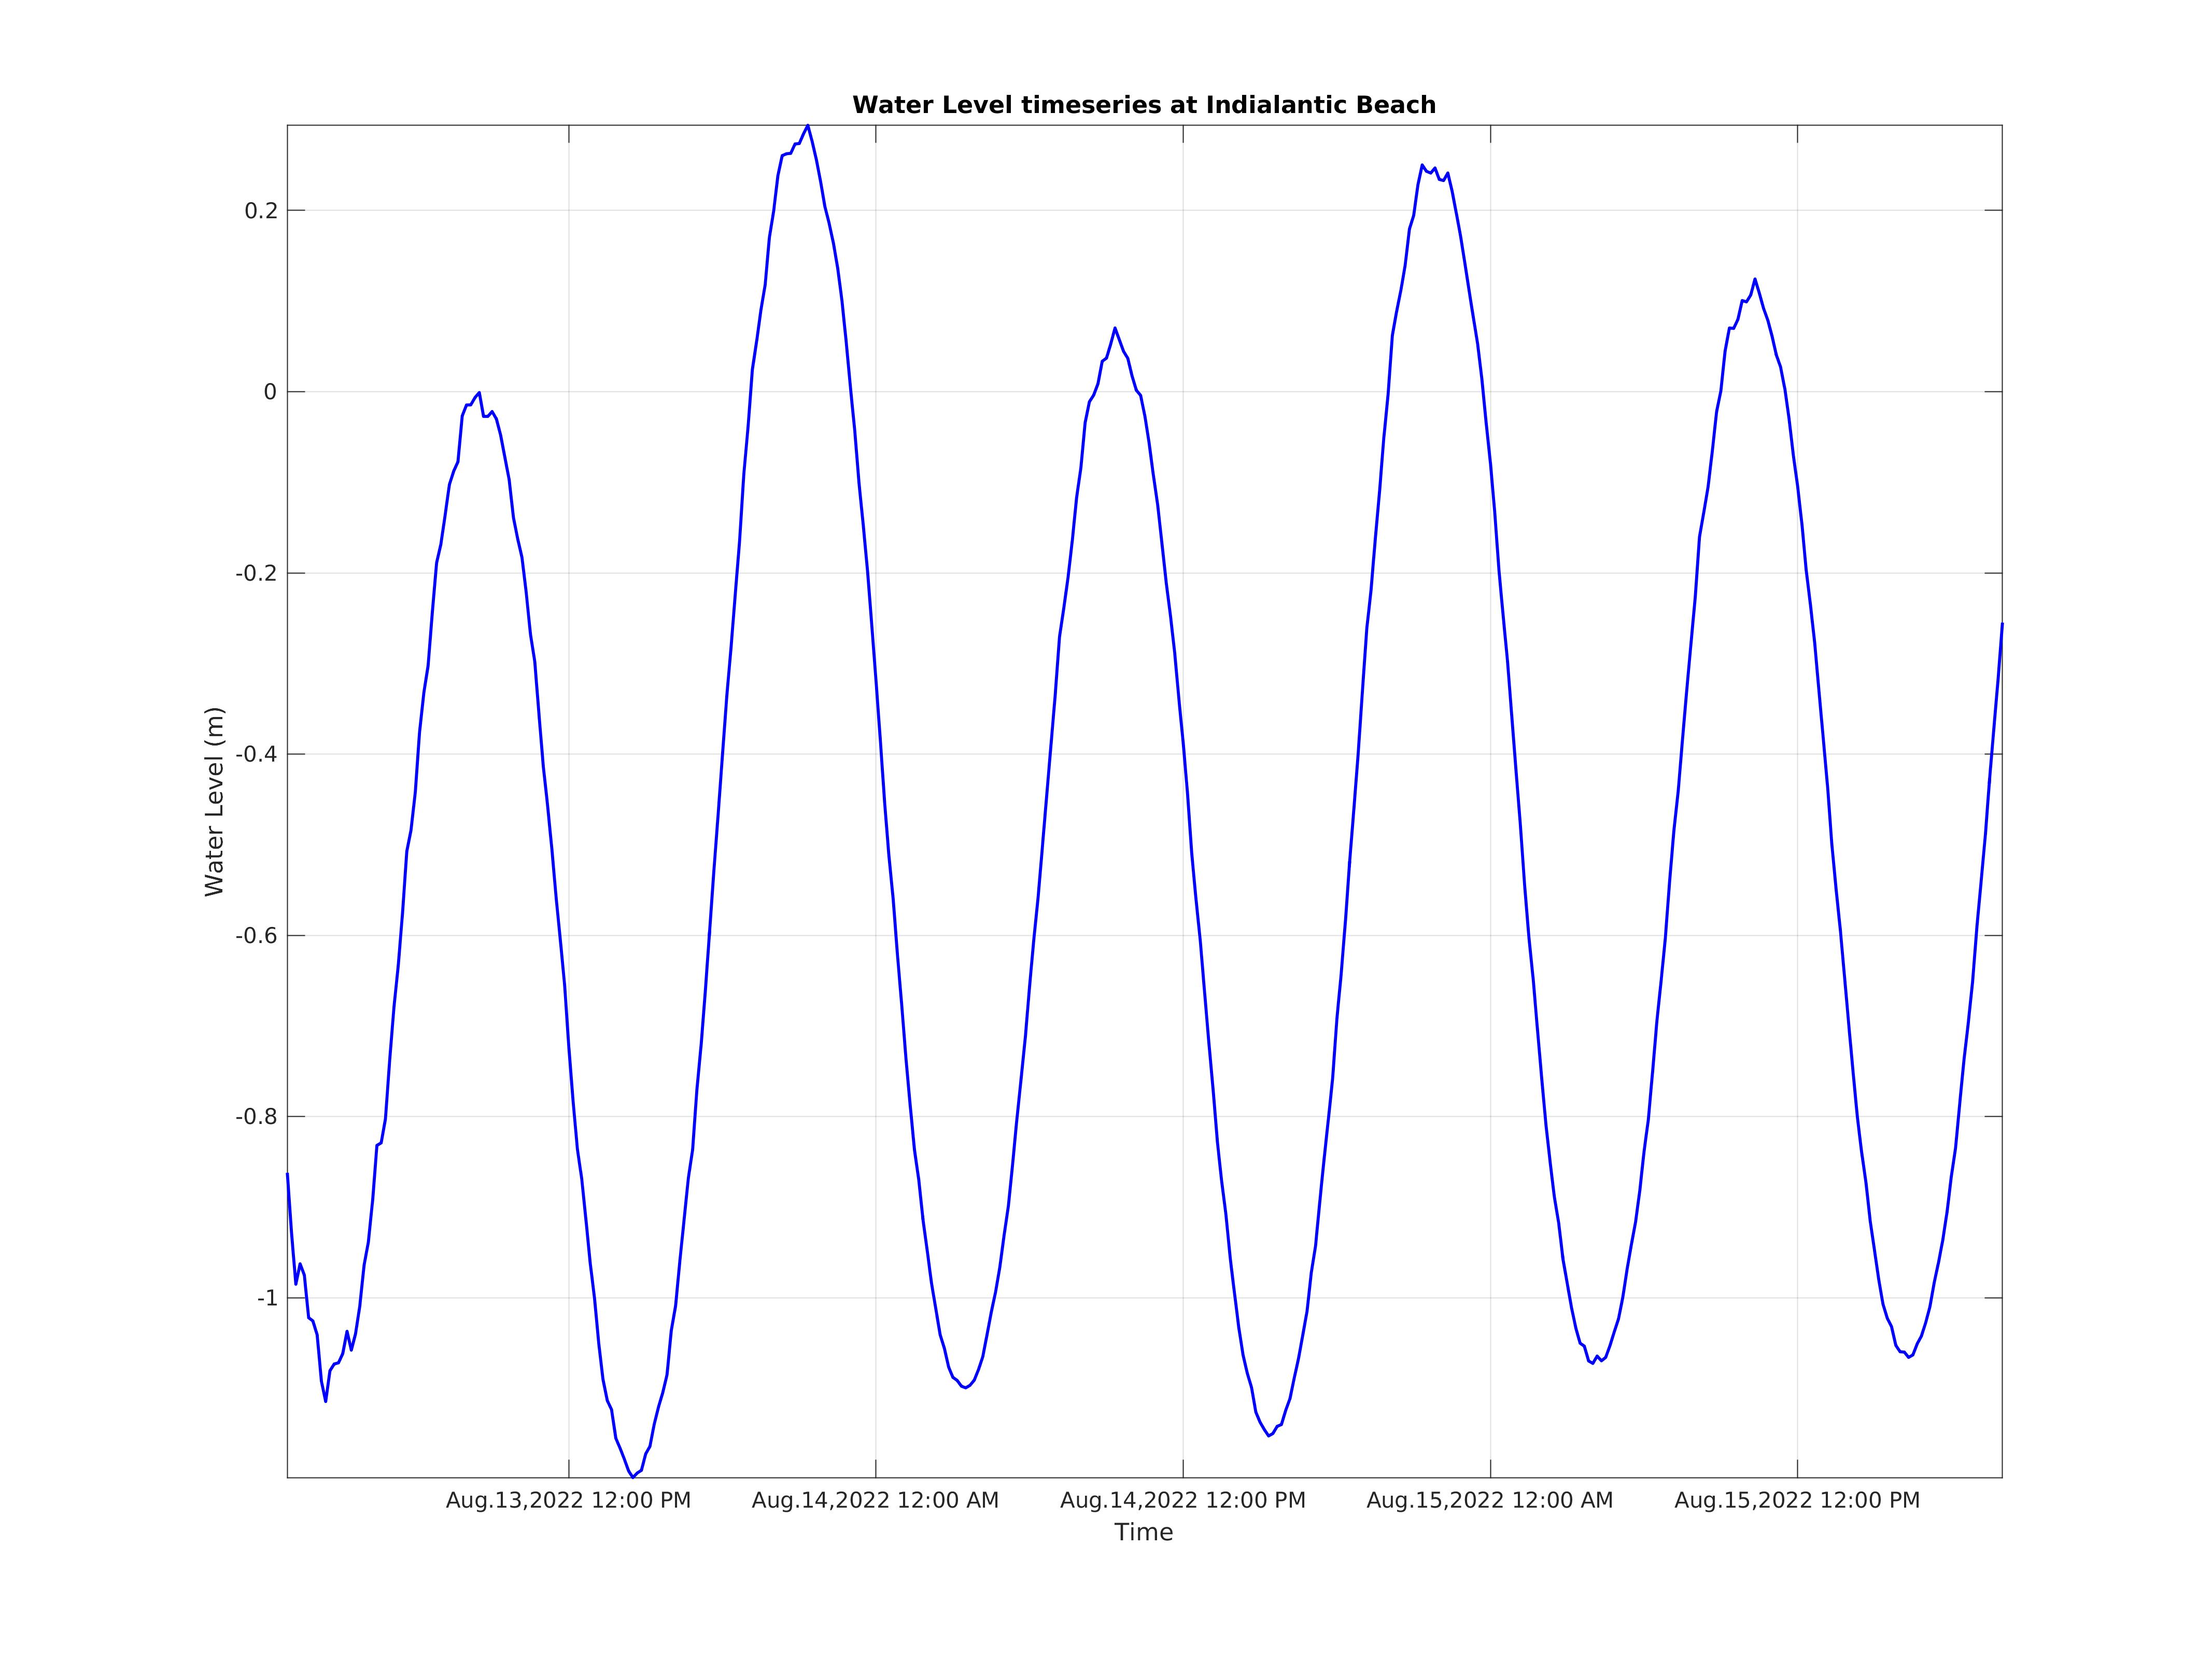 Water Level timeseries at Indialantic Beach
0.2
0
-0.2
-0.4
-0.6
-0.8
-1
Water Level (m)
Aug.13,2022 12:00 PM
Aug.14,2022 12:00 AM
Aug.14,2022 12:00 PM
Aug.15,2022 12:00 AM
Aug.15,2022 12:00 PM
Time